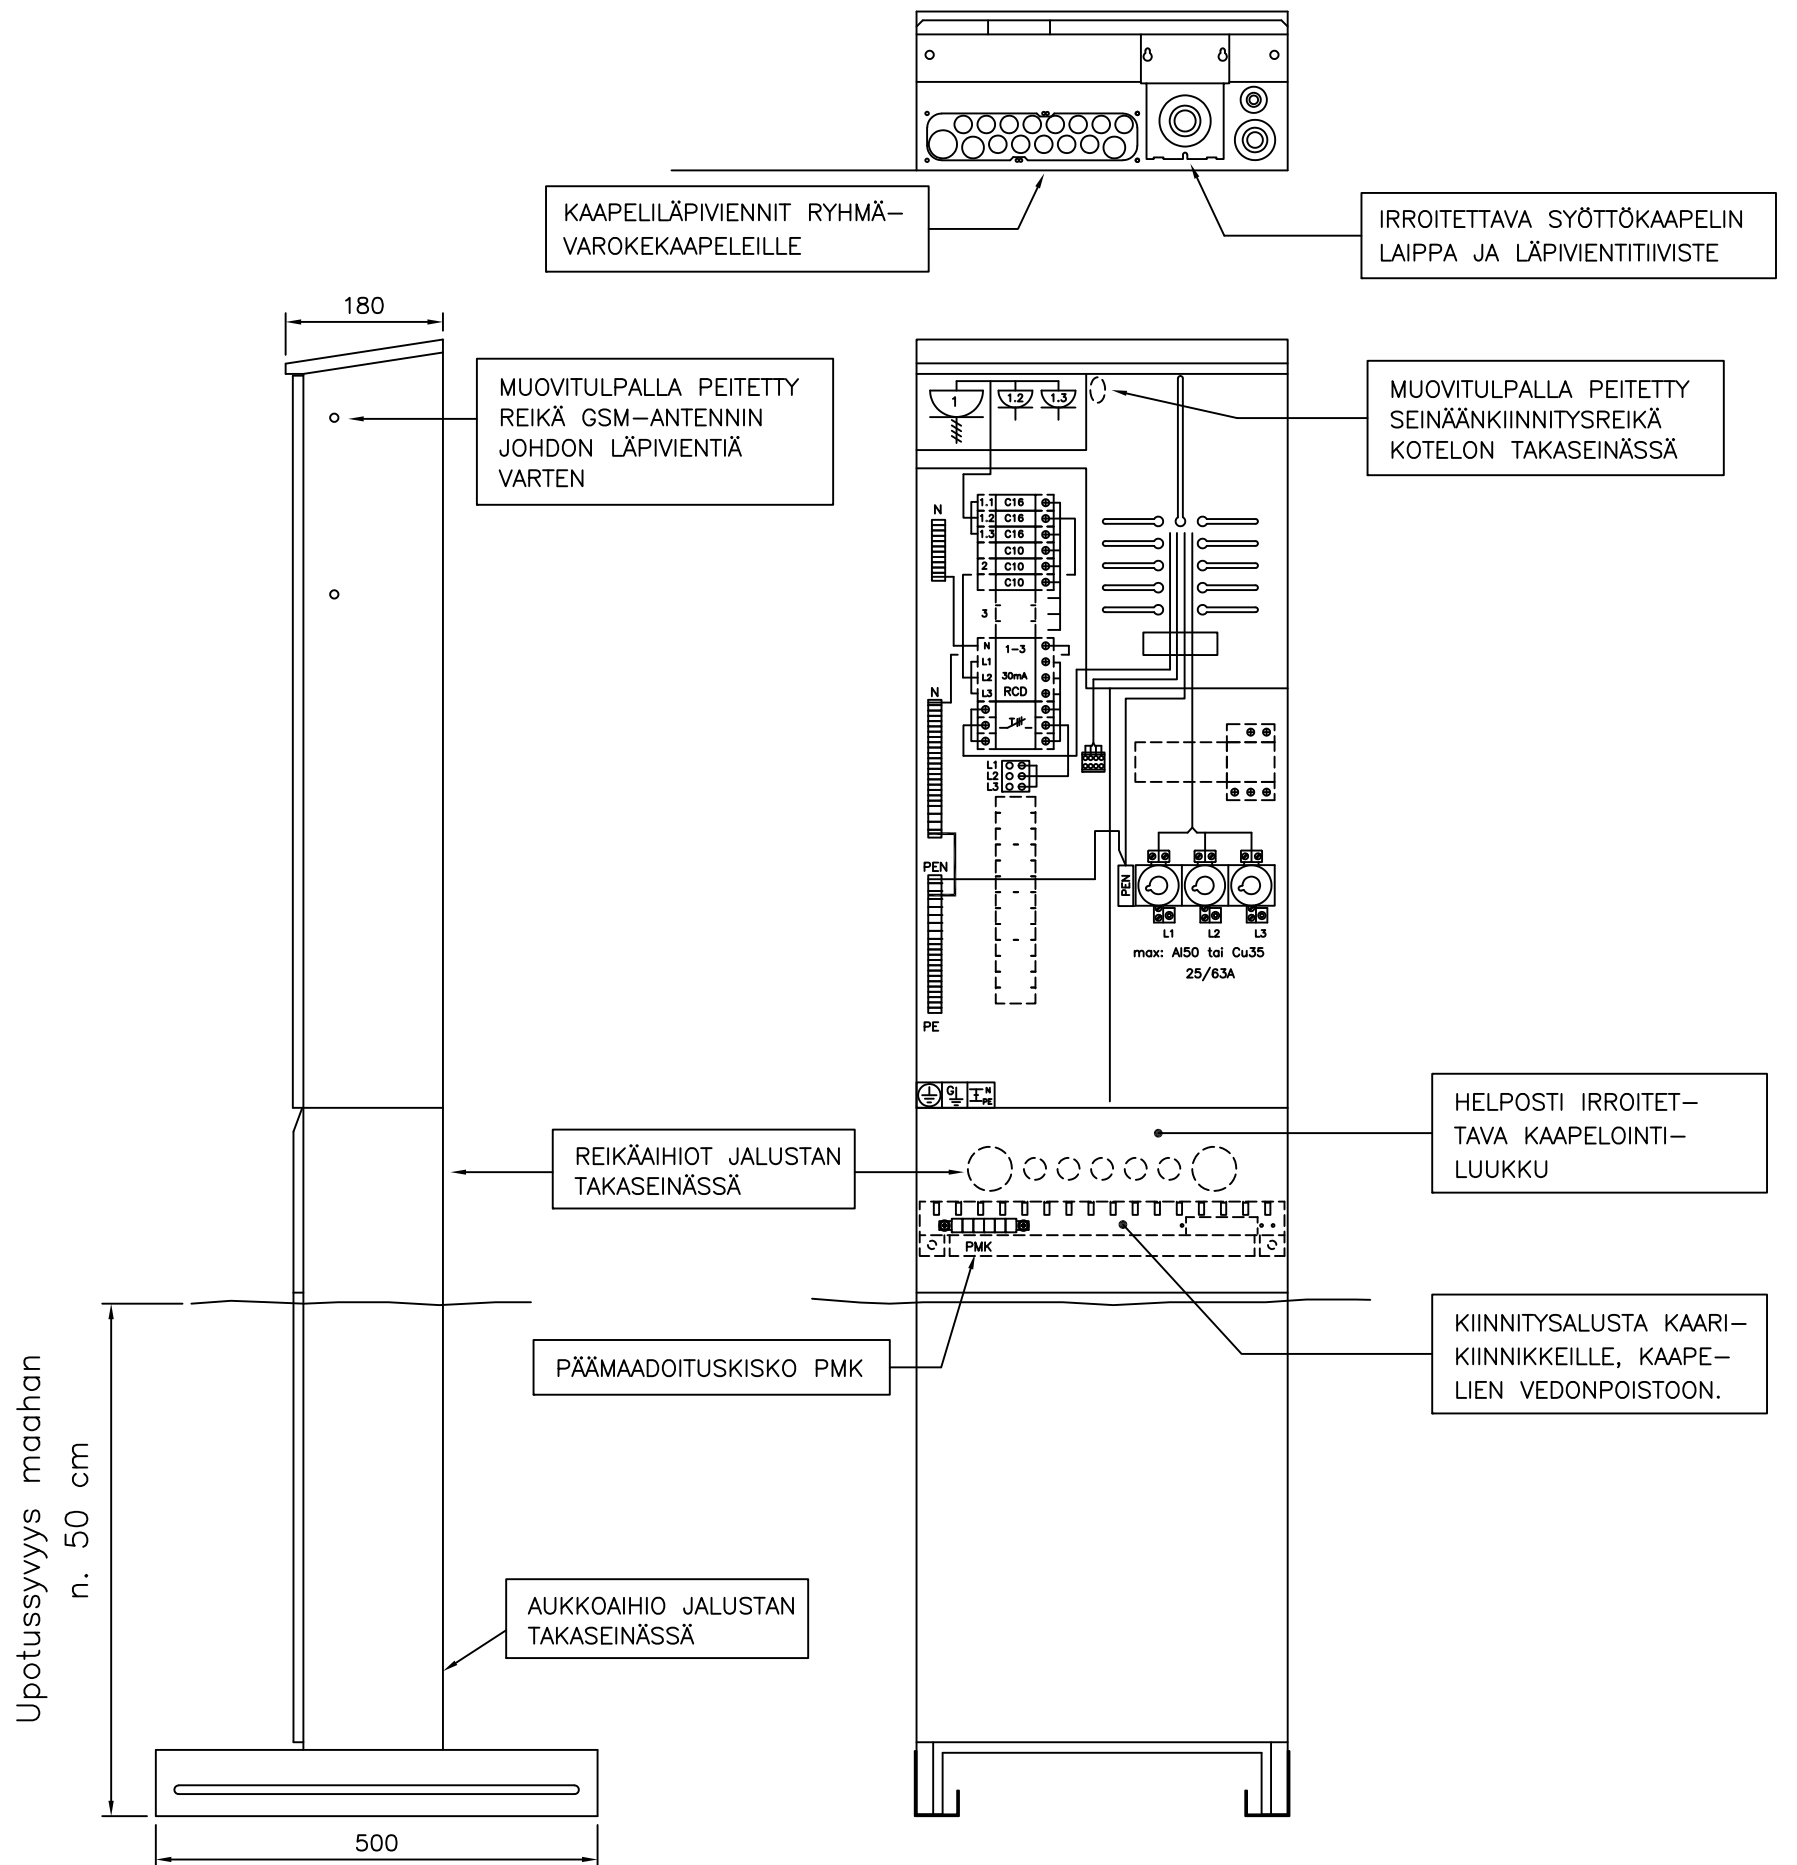 KAAPELILÄPIVIENNIT RYHMÄ-
VAROKEKAAPELEILLE
IRROITETTAVA SYÖTTÖKAAPELIN
LAIPPA JA LÄPIVIENTITIIVISTE
180
MUOVITULPALLA PEITETTY
REIKÄ GSM-ANTENNIN
JOHDON LÄPIVIENTIÄ
VARTEN
MUOVITULPALLA PEITETTY
SEINÄÄNKIINNITYSREIKÄ
KOTELON TAKASEINÄSSÄ
1
1.2
1.3
N
1.1 C16
1.2 C16
1.3 C16
C10
2 C10
C10
3
N
1-3
L1
L2
30mA
L3
RCD
T
N
L1
L2
L3
PEN
PEN
L1
L2
L3
max: Al50 tai Cu35
25/63A
PE
G
N
PE
REIKÄAIHIOT JALUSTAN
TAKASEINÄSSÄ
HELPOSTI IRROITET-
TAVA KAAPELOINTI-
LUUKKU
PMK
PÄÄMAADOITUSKISKO PMK
KIINNITYSALUSTA KAARI-
KIINNIKKEILLE, KAAPE-
LIEN VEDONPOISTOON.
Upotussyvyys maahan
n. 50 cm
AUKKOAIHIO JALUSTAN
TAKASEINÄSSÄ
500